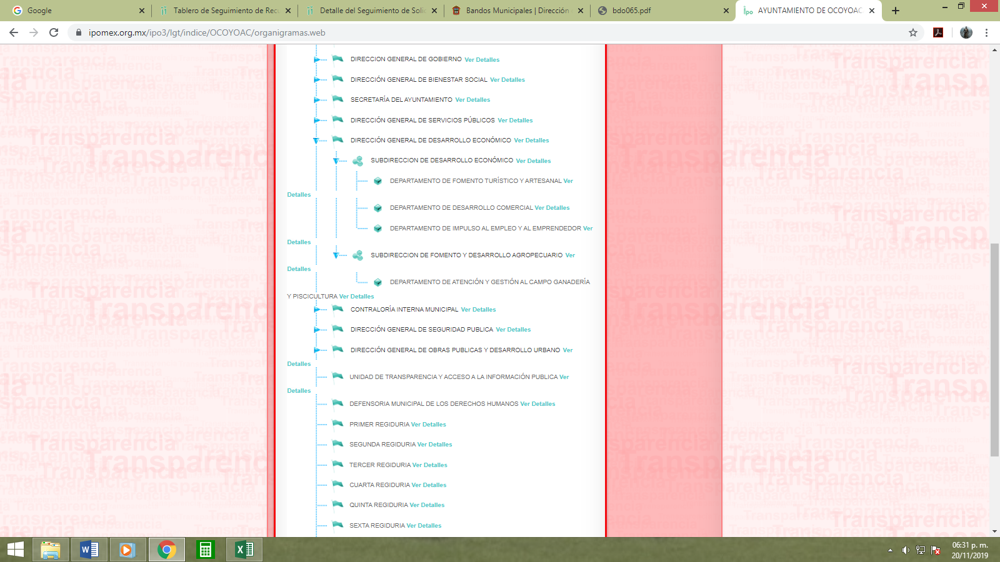 Google
Tablero de Seguimiento de Recu
Detalle del Seguimiento de Solic
Bandos Municipales | Dirección
bdo065.pdf
AYUNTAMIENTO DE OCOYOAC
ipomex.org.mx/ipo3/lgt/indice/OCOYOAC/organigramas.web
DIRECCION GENERAL DE GOBIERNO Ver Detalles
DIRECCIÓN GENERAL DE BIENESTAR SOCIAL Ver Detalles
SECRETARÍA DEL AYUNTAMIENTO Ver Detalles
DIRECCIÓN GENERAL DE SERVICIOS PÚBLICOS Ver Detalles
DIRECCIÓN GENERAL DE DESARROLLO ECONÓMICO Ver Detalles
SUBDIRECCION DE DESARROLLO ECONÓMICO Ver Detalles
DEPARTAMENTO DE FOMENTO TURÍSTICO Y ARTESANAL Ver
Detalles
DEPARTAMENTO DE DESARROLLO COMERCIAL Ver Detalles
DEPARTAMENTO DE IMPULSO AL EMPLEO Y AL EMPRENDEDOR Ver
Detalles
SUBDIRECCION DE FOMENTO Y DESARROLLO AGROPECUARIO Ver
Detalles
DEPARTAMENTO DE ATENCIÓN Y GESTIÓN AL CAMPO GANADERÍA
Y PISCICULTURA Ver Detalles
CONTRALORÍA INTERNA MUNICIPAL Ver Detalles
DIRECCIÓN GENERAL DE SEGURIDAD PUBLICA Ver Detalles
DIRECCIÓN GENERAL DE OBRAS PUBLICAS Y DESARROLLO URBANO Ver
Detalles
UNIDAD DE TRANSPARENCIA Y ACCESO A LA INFORMACIÓN PUBLICA Ver
Detalles
DEFENSORIA MUNICIPAL DE LOS DERECHOS HUMANOS Ver Detalles
PRIMER REGIDURIA Ver Detalles
SEGUNDA REGIDURIA Ver Detalles
TERCER REGIDURIA Ver Detalles
CUARTA REGIDURIA Ver Detalles
QUINTA REGIDURIA Ver Detalles
SEXTA REGIDURIA Ver Detalles
Transparencia
06:31 p. m.
20/11/2019